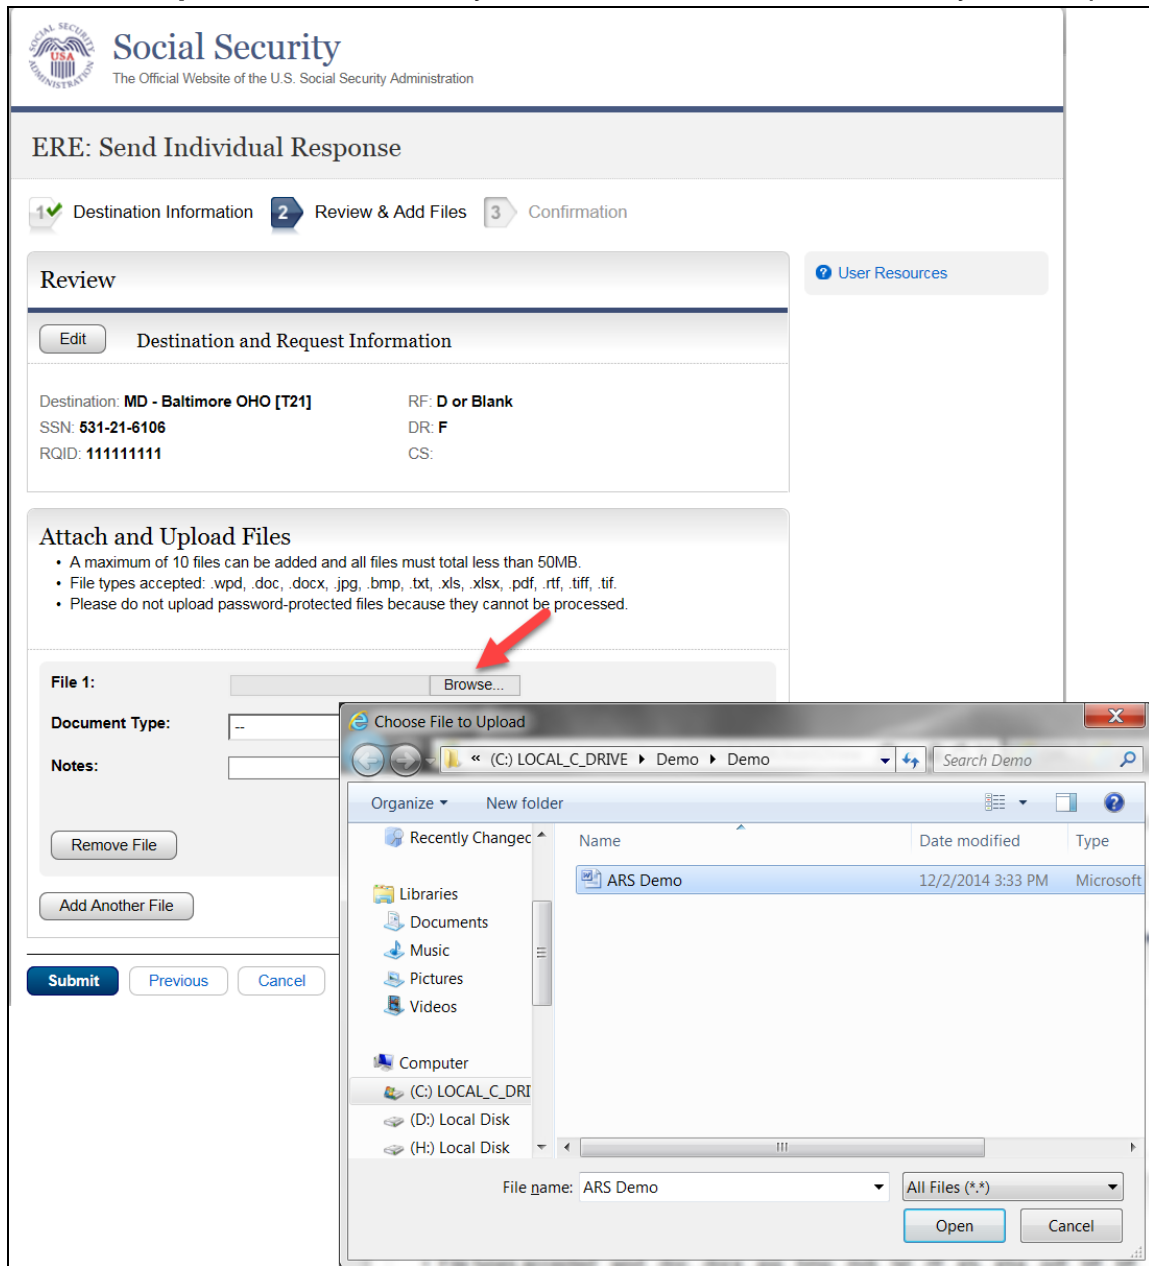 Social Security
The Official Website of the U.S. Social Security Administration
SOCIAL SECURITY ADMINISTRATION
USA
ERE: Send Individual Response
1 Destination Information 2 Review & Add Files 3 Confirmation
Review
User Resources
Edit Destination and Request Information
Destination: MD - Baltimore OHO [T21] RF: D or Blank
SSN: 531-21-6106 DR: F
RQID: 111111111 CS:
Attach and Upload Files
• A maximum of 10 files can be added and all files must total less than 50MB.
• File types accepted: .wpd, .doc, .docx, .jpg, .bmp, .txt, .xls, .xlsx, .pdf, .rtf, .tiff, .tif.
• Please do not upload password-protected files because they cannot be processed.
File 1: Browse...
Document Type: --
Notes:
Remove File
Add Another File
Submit Previous Cancel
Choose File to Upload
« (C:) LOCAL_C_DRIVE Demo Demo Search Demo
Organize New folder
Recently Changec Name Date modified Type
ARS Demo 12/2/2014 3:33 PM Microsoft
Libraries
Documents
Music
Pictures
Videos
Computer
(C:) LOCAL_C_DRI
(D:) Local Disk
(H:) Local Disk
File name: ARS Demo All Files (*.*)
Open Cancel